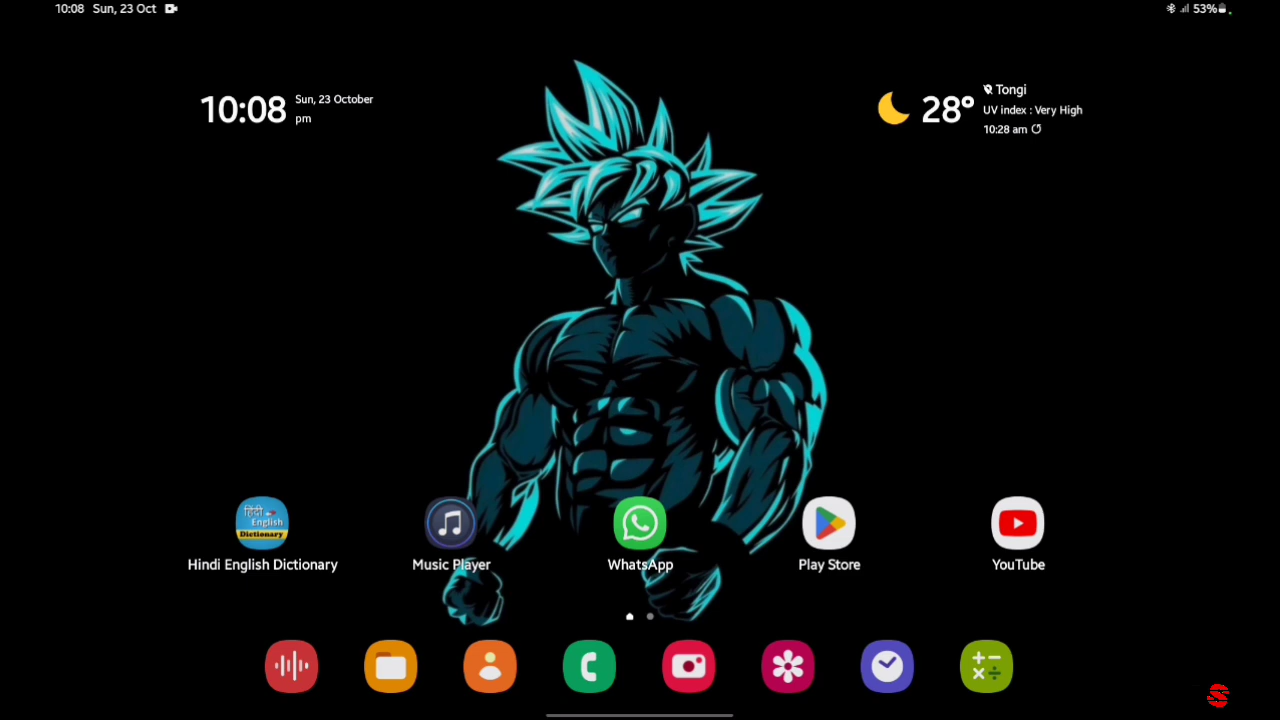 10:08 Sun, 23 Oct
53%
10:08
Sun, 23 October
pm
28°
Tongi
UV index : Very High
10:28 am
हिंदी
English
Dictionary
Hindi English Dictionary
Music Player
WhatsApp
Play Store
YouTube